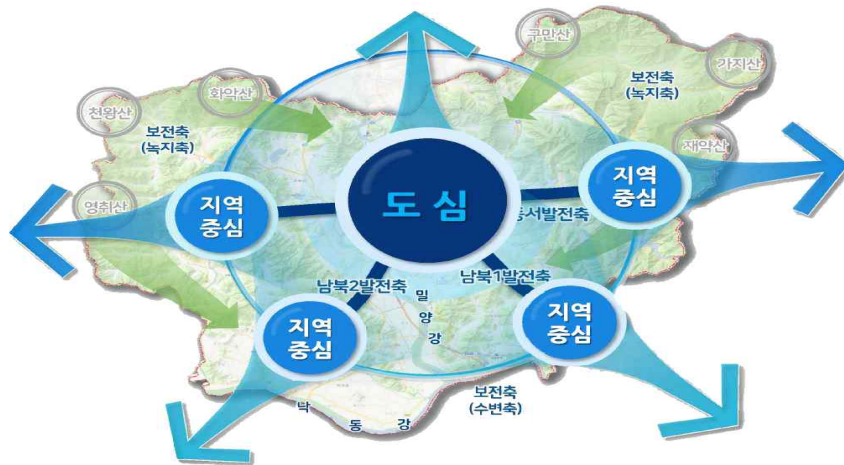 구만산
가지산
보전축
(녹지축)
화악산
천왕산
보전축
(녹지축)
재약산
영취산
지역
중심
도 심
지역
중심
동서발전축
남북2발전축
남북1발전축
밀
양
강
지역
중심
지역
중심
보전축
(수변축)
낙
동
강